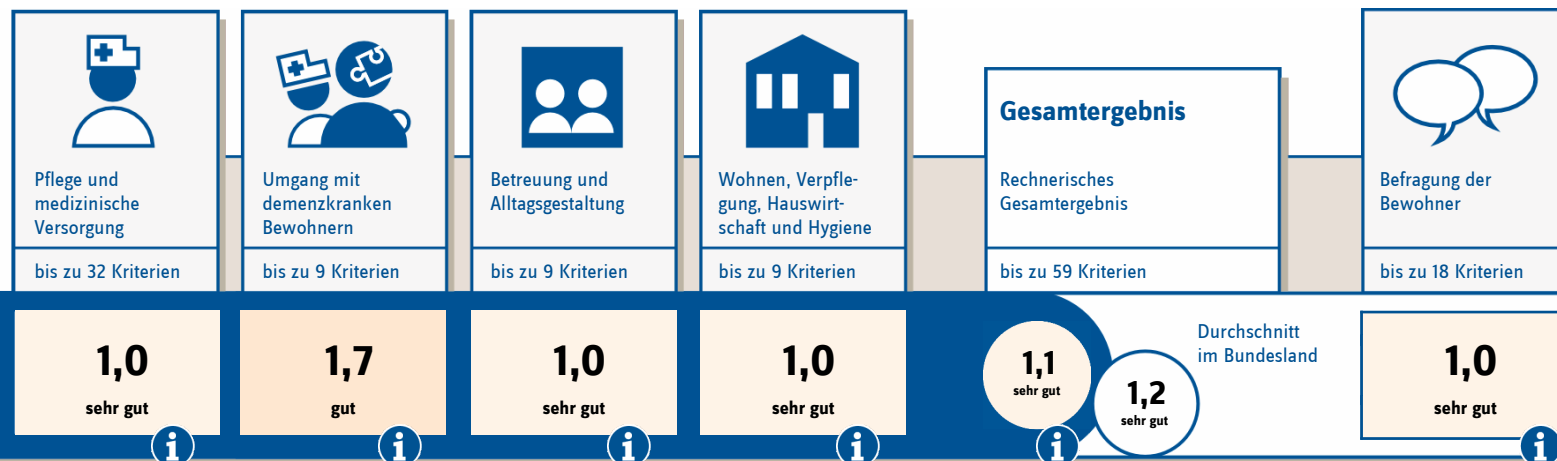 Pflege und
medizinische
Versorgung
bis zu 32 Kriterien
1,0
sehr gut
Umgang mit
demenzkranken
Bewohnern
bis zu 9 Kriterien
1,7
gut
Betreuung und
Alltagsgestaltung
bis zu 9 Kriterien
1,0
sehr gut
Wohnen, Verpfle-
gung, Hauswirt-
schaft und Hygiene
bis zu 9 Kriterien
1,0
sehr gut
Gesamtergebnis
Rechnerisches
Gesamtergebnis
bis zu 59 Kriterien
1,1
sehr gut
Durchschnitt
im Bundesland
1,2
sehr gut
Befragung der
Bewohner
bis zu 18 Kriterien
1,0
sehr gut